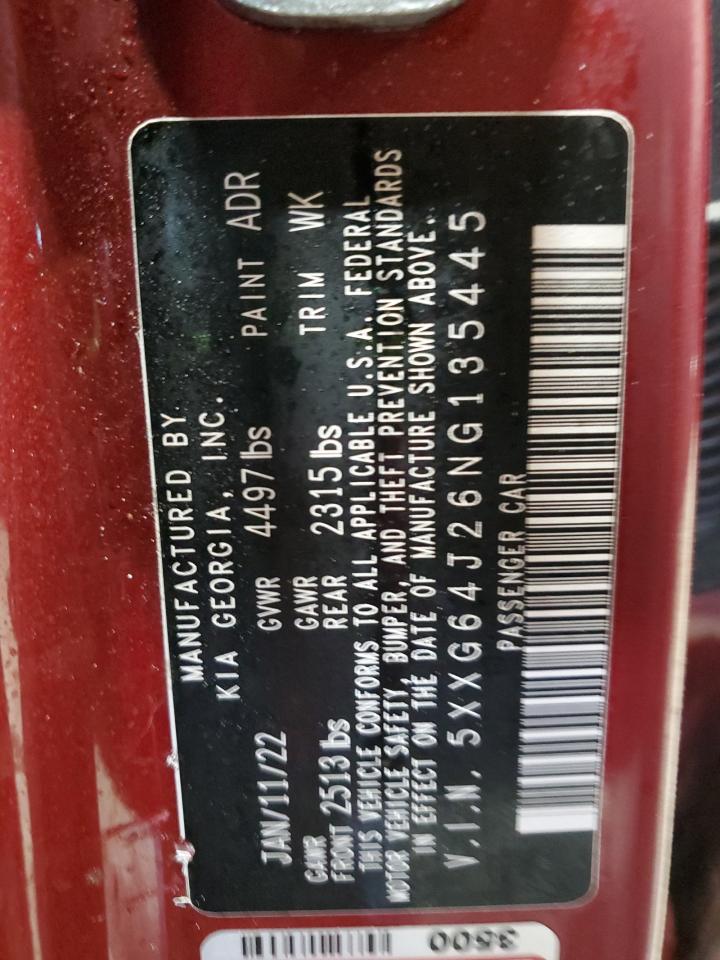 MANUFACTURED BY
KIA GEORGIA, INC.
JAN/11/22 GVWR 4497 lbs PAINT ADR
GAWR FRONT 2513 lbs GAWR REAR 2315 lbs TRIM WK
THIS VEHICLE CONFORMS TO ALL APPLICABLE U.S.A. FEDERAL
MOTOR VEHICLE SAFETY, BUMPER, AND THEFT PREVENTION STANDARDS
IN EFFECT ON THE DATE OF MANUFACTURE SHOWN ABOVE.
V.I.N. 5XXG64J26NG135445
PASSENGER CAR
3500